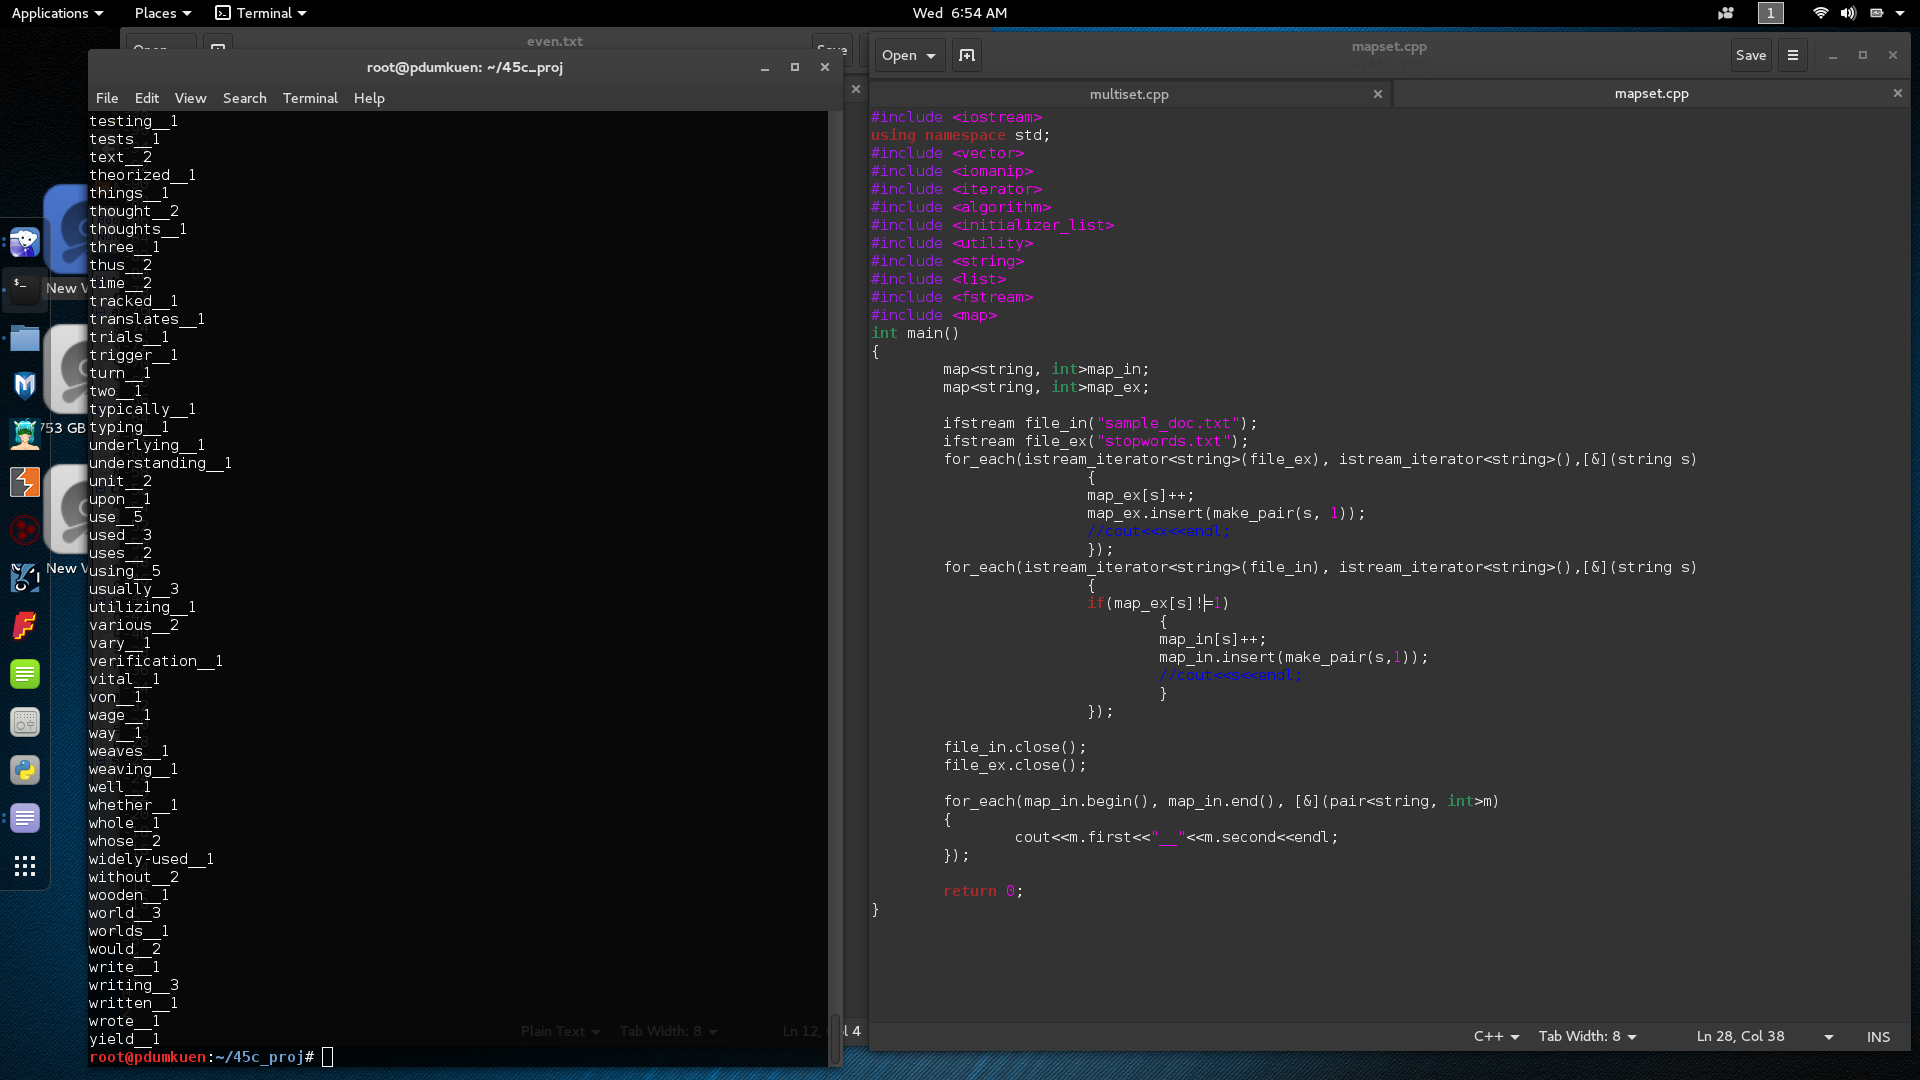 Applications Places Terminal Wed 6:54 AM 1
Open even.txt Save
root@pdumkuen: ~/45c_proj
File Edit View Search Terminal Help
testing__1
tests__1
text__2
theorized__1
things__1
thought__2
thoughts__1
three__1
thus__2
time__2
tracked__1
translates__1
trials__1
trigger__1
turn__1
two__1
typically__1
typing__1
underlying__1
understanding__1
unit__2
upon__1
use__5
used__3
uses__2
using__5
usually__3
utilizing__1
various__2
vary__1
verification__1
vital__1
von__1
wage__1
way__1
weaves__1
weaving__1
well__1
whether__1
whole__1
whose__2
widely-used__1
without__2
wooden__1
world__3
worlds__1
would__2
write__1
writing__3
written__1
wrote__1
yield__1
root@pdumkuen:~/45c_proj#
Plain Text Tab Width: 8 Ln 12, Col 4
New V
753 GB
New V
Open mapset.cpp Save
multiset.cpp mapset.cpp
#include <iostream>
using namespace std;
#include <vector>
#include <iomanip>
#include <iterator>
#include <algorithm>
#include <initializer_list>
#include <utility>
#include <string>
#include <list>
#include <fstream>
#include <map>
int main()
{
map<string, int>map_in;
map<string, int>map_ex;
ifstream file_in("sample_doc.txt");
ifstream file_ex("stopwords.txt");
for_each(istream_iterator<string>(file_ex), istream_iterator<string>(),[&](string s)
{
map_ex[s]++;
map_ex.insert(make_pair(s, 1));
//cout<<x<<endl;
});
for_each(istream_iterator<string>(file_in), istream_iterator<string>(),[&](string s)
{
if(map_ex[s]!=1)
{
map_in[s]++;
map_in.insert(make_pair(s,1));
//cout<<s<<endl;
}
});
file_in.close();
file_ex.close();
for_each(map_in.begin(), map_in.end(), [&](pair<string, int>m)
{
cout<<m.first<<"__"<<m.second<<endl;
});
return 0;
}
C++ Tab Width: 8 Ln 28, Col 38 INS